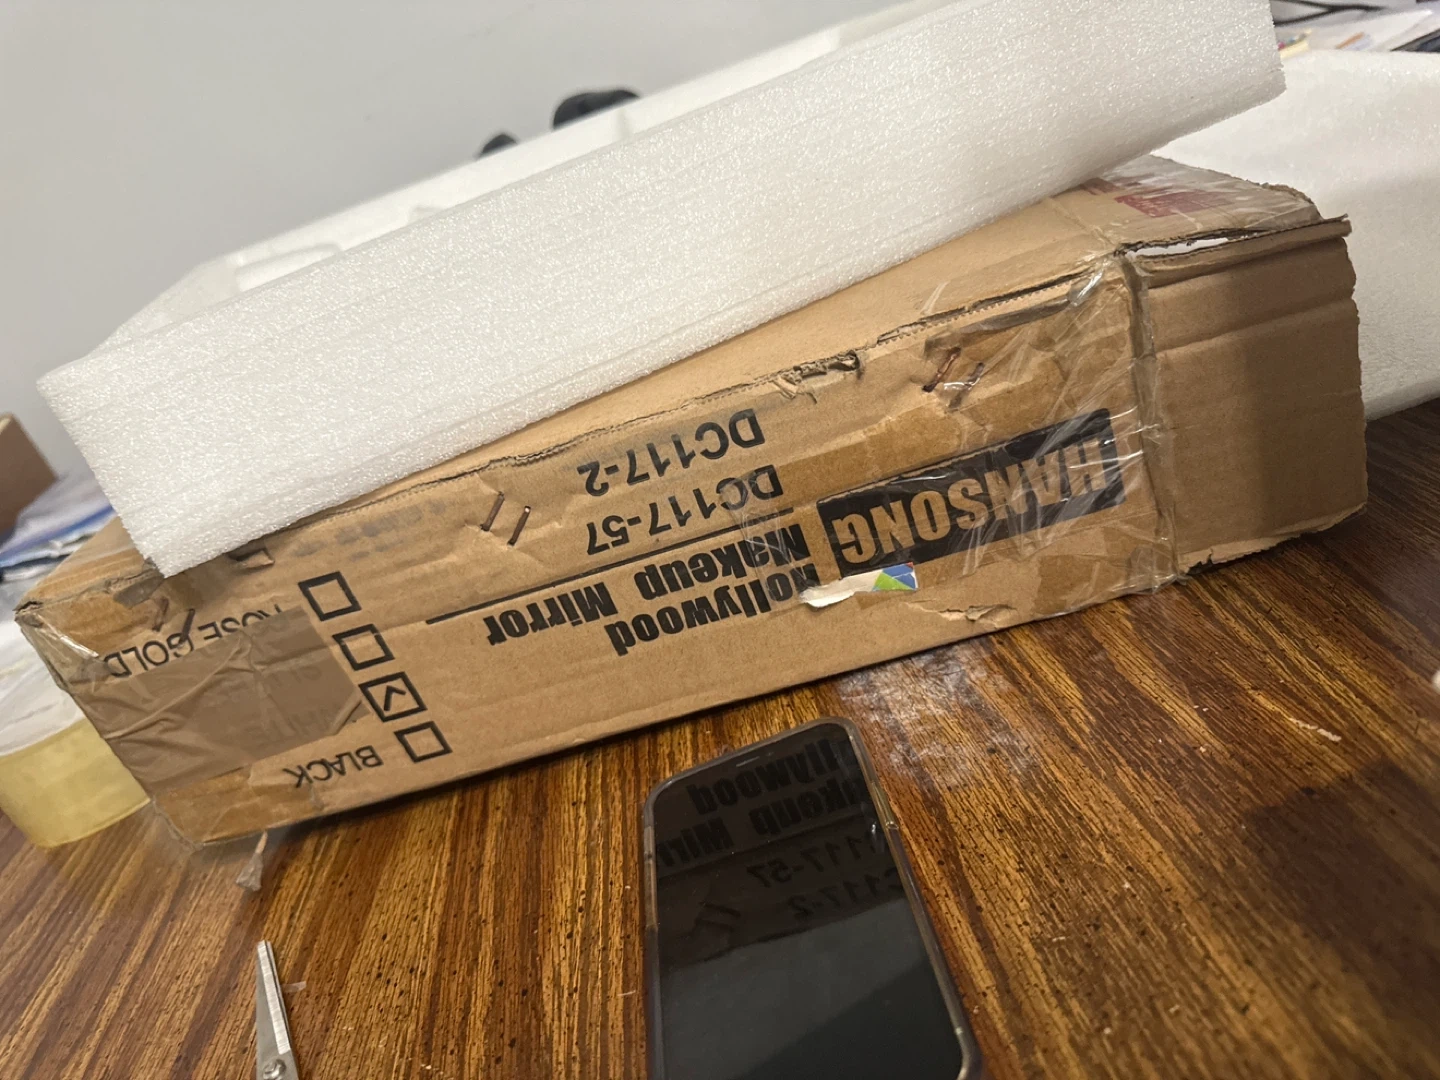 HANSONG
Hollywood
Makeup Mirror
DC117-57
DC117-2
BLACK
ROSE GOLD